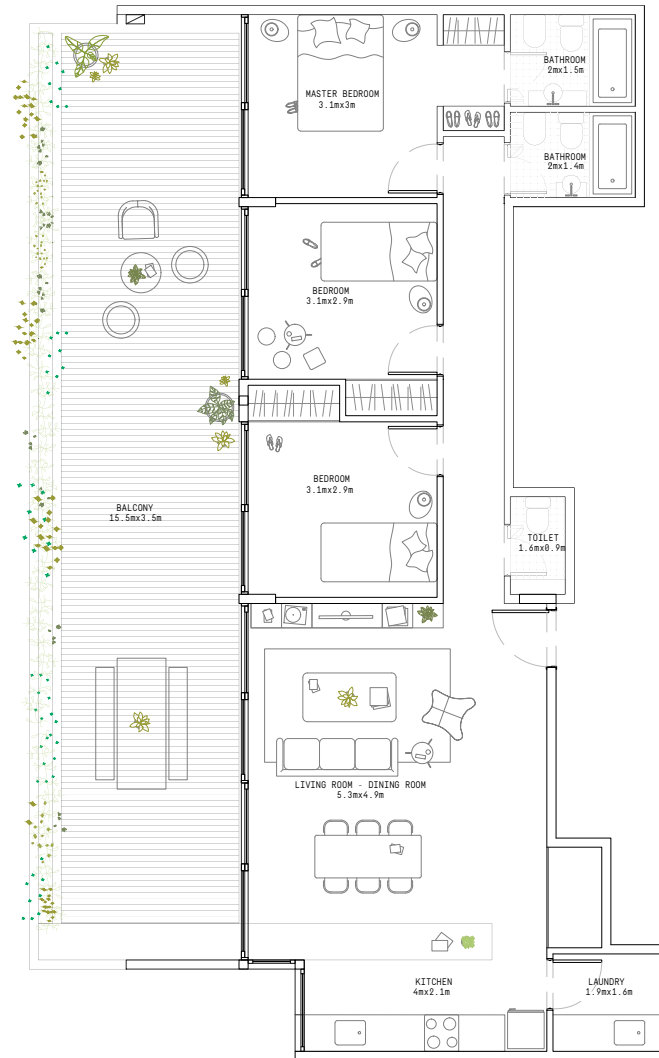 BATHROOM
2mx1.5m
MASTER BEDROOM
3.1mx3m
BATHROOM
2mx1.4m
BEDROOM
3.1mx2.9m
BEDROOM
3.1mx2.9m
BALCONY
15.5mx3.5m
TOILET
1.6mx0.9m
LIVING ROOM - DINING ROOM
5.3mx4.9m
KITCHEN
4mx2.1m
LAUNDRY
1.9mx1.6m